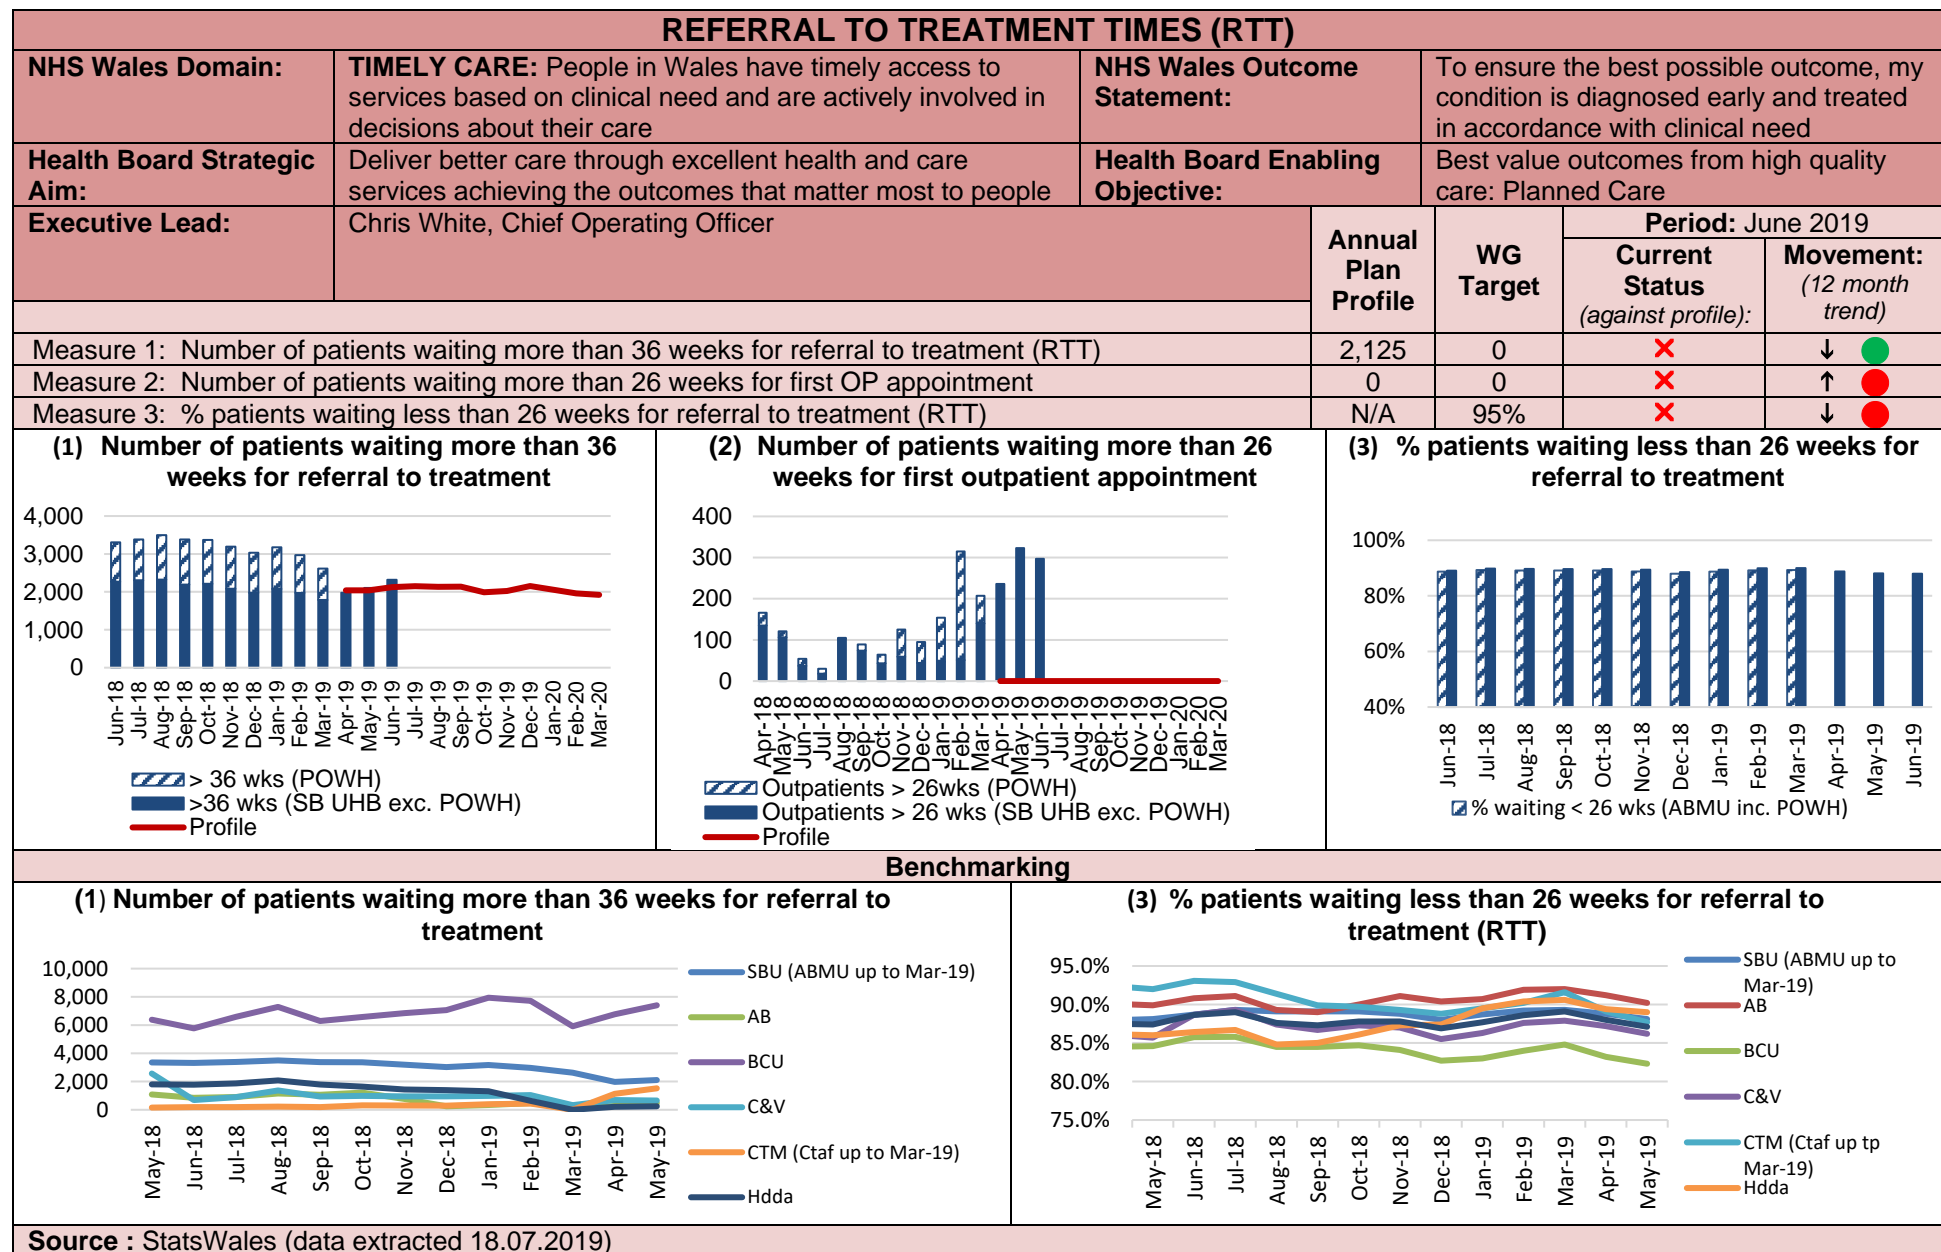 REFERRAL TO TREATMENT TIMES (RTT)
NHS Wales Domain:
TIMELY CARE: People in Wales have timely access to
services based on clinical need and are actively involved in
decisions about their care
NHS Wales Outcome
Statement:
To ensure the best possible outcome, my
condition is diagnosed early and treated
in accordance with clinical need
Health Board Strategic
Aim:
Deliver better care through excellent health and care
services achieving the outcomes that matter most to people
Health Board Enabling
Objective:
Best value outcomes from high quality
care: Planned Care
Executive Lead:
Chris White, Chief Operating Officer
Annual
Plan
Profile
WG
Target
Period: June 2019
Current
Status
(against profile):
Movement:
(12 month
trend)
Measure 1: Number of patients waiting more than 36 weeks for referral to treatment (RTT)
2,125
0
✕
↓
Measure 2: Number of patients waiting more than 26 weeks for first OP appointment
0
0
✕
↑
Measure 3: % patients waiting less than 26 weeks for referral to treatment (RTT)
N/A
95%
✕
↓
(1) Number of patients waiting more than 36
weeks for referral to treatment
4,000
3,000
2,000
1,000
0
Jun-18
Jul-18
Aug-18
Sep-18
Oct-18
Nov-18
Dec-18
Jan-19
Feb-19
Mar-19
Apr-19
May-19
Jun-19
Jul-19
Aug-19
Sep-19
Oct-19
Nov-19
Dec-19
Jan-20
Feb-20
Mar-20
> 36 wks (POWH)
>36 wks (SB UHB exc. POWH)
Profile
(2) Number of patients waiting more than 26
weeks for first outpatient appointment
400
300
200
100
0
Apr-18
May-18
Jun-18
Jul-18
Aug-18
Sep-18
Oct-18
Nov-18
Dec-18
Jan-19
Feb-19
Mar-19
Apr-19
May-19
Jun-19
Jul-19
Aug-19
Sep-19
Oct-19
Nov-19
Dec-19
Jan-20
Feb-20
Mar-20
Outpatients > 26wks (POWH)
Outpatients > 26 wks (SB UHB exc. POWH)
Profile
(3) % patients waiting less than 26 weeks for
referral to treatment
100%
80%
60%
40%
Jun-18
Jul-18
Aug-18
Sep-18
Oct-18
Nov-18
Dec-18
Jan-19
Feb-19
Mar-19
Apr-19
May-19
Jun-19
% waiting < 26 wks (ABMU inc. POWH)
Benchmarking
(1) Number of patients waiting more than 36 weeks for referral to
treatment
10,000
8,000
6,000
4,000
2,000
0
May-18
Jun-18
Jul-18
Aug-18
Sep-18
Oct-18
Nov-18
Dec-18
Jan-19
Feb-19
Mar-19
Apr-19
May-19
SBU (ABMU up to Mar-19)
AB
BCU
C&V
CTM (Ctaf up to Mar-19)
Hdda
(3) % patients waiting less than 26 weeks for referral to
treatment (RTT)
95.0%
90.0%
85.0%
80.0%
75.0%
May-18
Jun-18
Jul-18
Aug-18
Sep-18
Oct-18
Nov-18
Dec-18
Jan-19
Feb-19
Mar-19
Apr-19
May-19
SBU (ABMU up to
Mar-19)
AB
BCU
C&V
CTM (Ctaf up tp
Mar-19)
Hdda
Source : StatsWales (data extracted 18.07.2019)